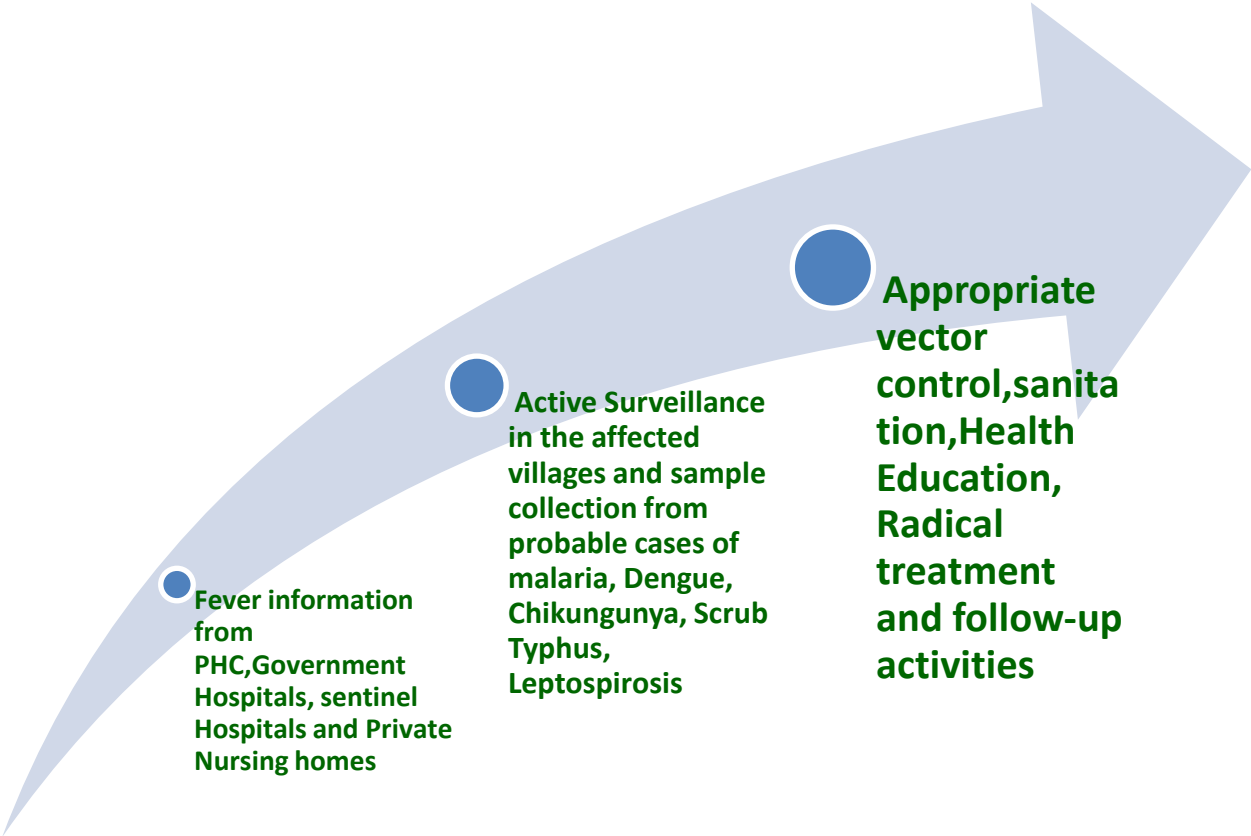 Fever information
from
PHC,Government
Hospitals, sentinel
Hospitals and Private
Nursing homes
Active Surveillance
in the affected
villages and sample
collection from
probable cases of
malaria, Dengue,
Chikungunya, Scrub
Typhus,
Leptospirosis
Appropriate
vector
control,sanita
tion,Health
Education,
Radical
treatment
and follow-up
activities